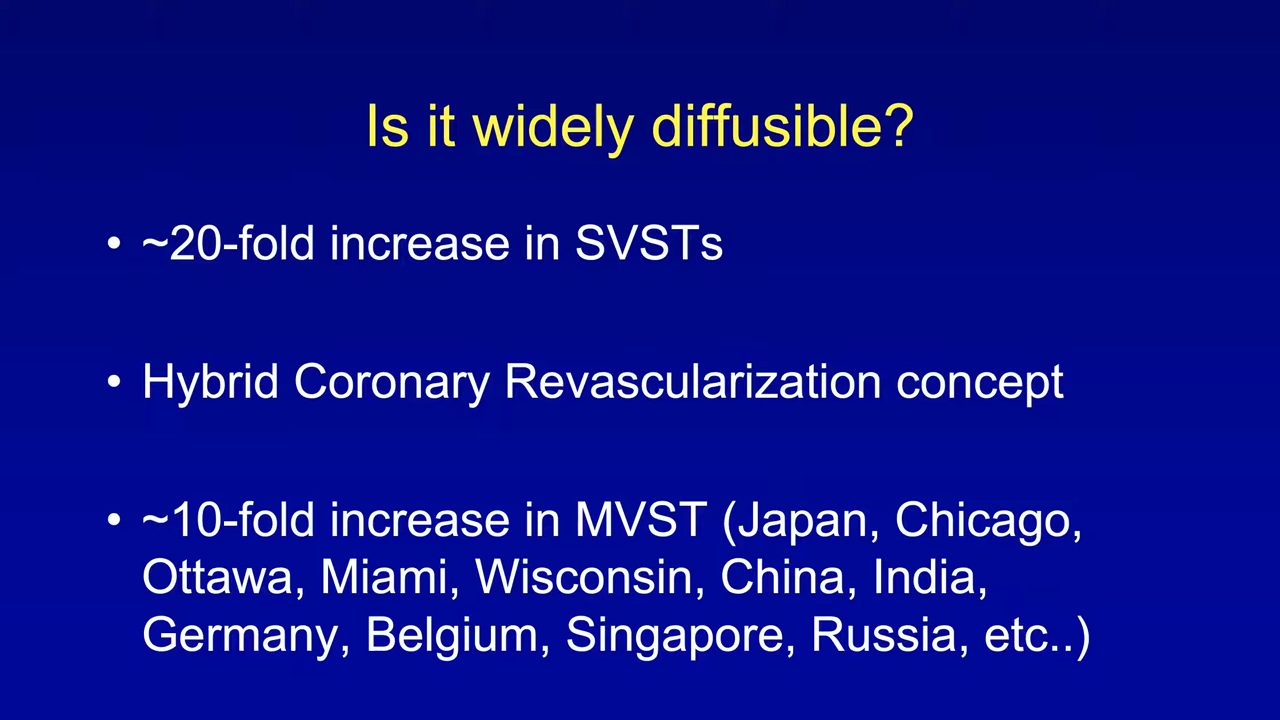 Is it widely diffusible?
• ~20-fold increase in SVSTs
• Hybrid Coronary Revascularization concept
• ~10-fold increase in MVST (Japan, Chicago,
Ottawa, Miami, Wisconsin, China, India,
Germany, Belgium, Singapore, Russia, etc..)